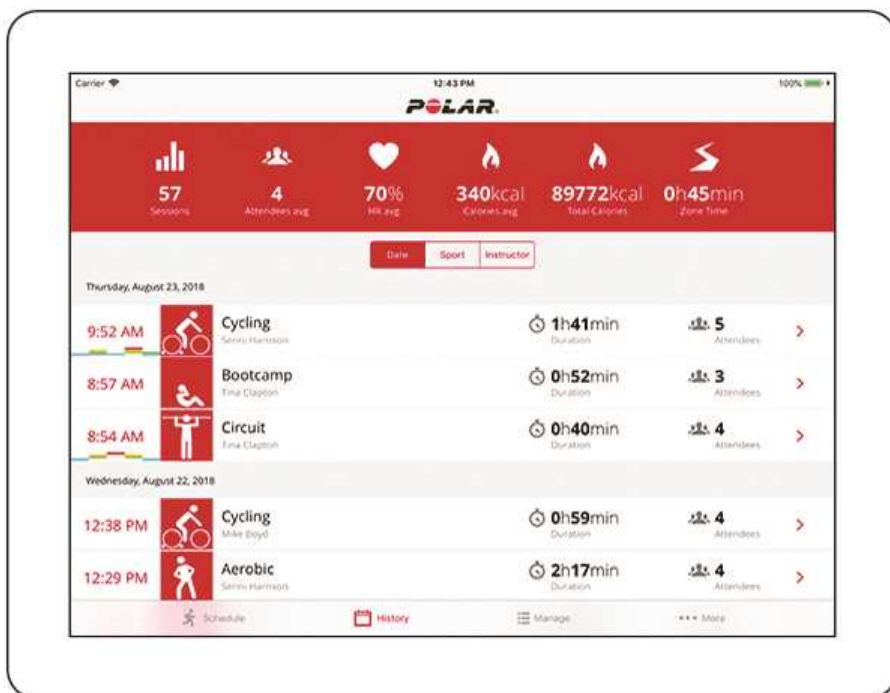 Carrier 12:43 PM 100%
POLAR.
57 4 70% 340kcal 89772kcal 0h45min
Sessions Attendees avg HR avg Calories avg Total Calories Zone Time
Date Sport Instructor
Thursday, August 23, 2018
9:52 AM Cycling 1h41min 5
Senni Harrison Duration Attendees
8:57 AM Bootcamp 0h52min 3
Tina Clapton Duration Attendees
8:54 AM Circuit 0h40min 4
Tina Clapton Duration Attendees
Wednesday, August 22, 2018
12:38 PM Cycling 0h59min 4
Mike Boyd Duration Attendees
12:29 PM Aerobic 2h17min 4
Senni Harrison Duration Attendees
Schedule History Manage More